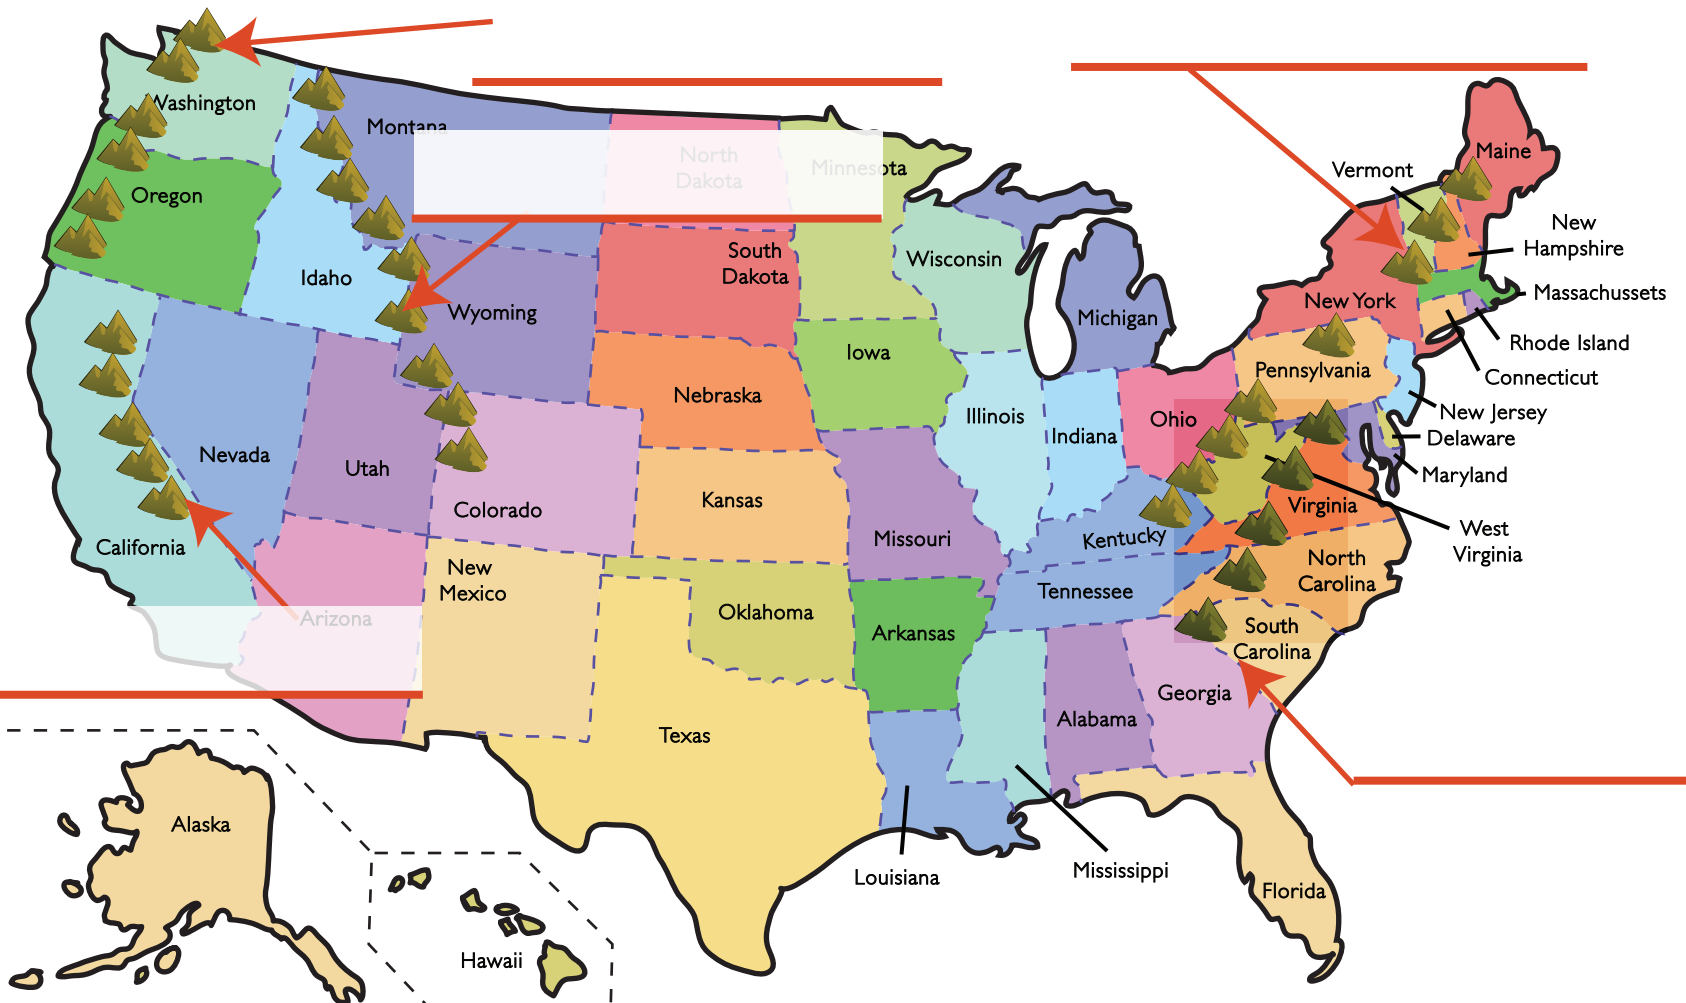 Washington
Montana
North
Dakota
Minnesota
Maine
Vermont
Oregon
New
Hampshire
South
Dakota
Wisconsin
Idaho
Massachussets
New York
Wyoming
Michigan
Rhode Island
Iowa
Pennsylvania
Connecticut
Nebraska
New Jersey
Illinois
Ohio
Indiana
Delaware
Nevada
Utah
Maryland
Kansas
Virginia
Colorado
West
Virginia
California
Missouri
Kentucky
North
Carolina
New
Mexico
Tennessee
Arizona
Oklahoma
Arkansas
South
Carolina
Georgia
Alabama
Texas
Alaska
Louisiana
Mississippi
Florida
Hawaii